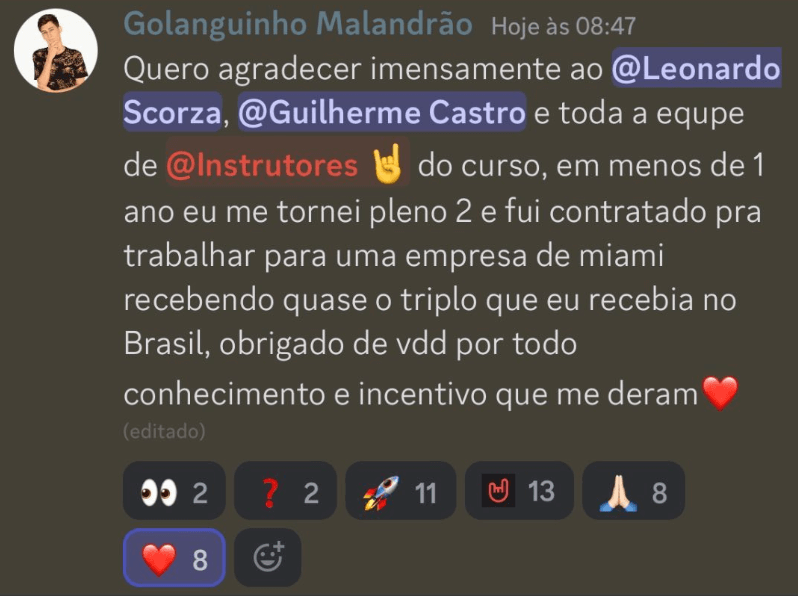 Golanguinho Malandrão Hoje às 08:47
Quero agradecer imensamente ao @Leonardo
Scorza, @Guilherme Castro e toda a equpe
de @Instrutores 🤘 do curso, em menos de 1
ano eu me tornei pleno 2 e fui contratado pra
trabalhar para uma empresa de miami
recebendo quase o triplo que eu recebia no
Brasil, obrigado de vdd por todo
conhecimento e incentivo que me deram❤️
(editado)
👀 2 ❓ 2 🚀 11 13 🙏🏻 8
❤️ 8